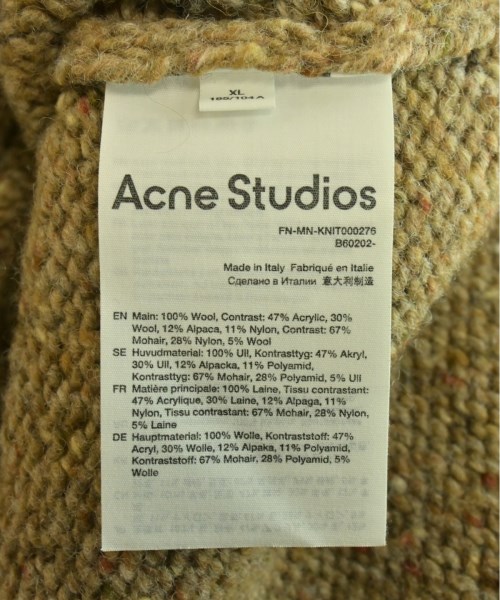 XL
189/104A
Acne Studios
FN-MN-KNIT000276
B60202-
Made in Italy Fabriqué en Italie
Сделано в Италии 意大利制造
EN Main: 100% Wool, Contrast: 47% Acrylic, 30%
Wool, 12% Alpaca, 11% Nylon, Contrast: 67%
Mohair, 28% Nylon, 5% Wool
SE Huvudmaterial: 100% Ull, Kontrasttyg: 47% Akryl,
30% Ull, 12% Alpacka, 11% Polyamid,
Kontrasttyg: 67% Mohair, 28% Polyamid, 5% Ull
FR Matière principale: 100% Laine, Tissu contrastant:
47% Acrylique, 30% Laine, 12% Alpaga, 11%
Nylon, Tissu contrastant: 67% Mohair, 28% Nylon,
5% Laine
DE Hauptmaterial: 100% Wolle, Kontraststoff: 47%
Acryl, 30% Wolle, 12% Alpaka, 11% Polyamid,
Kontraststoff: 67% Mohair, 28% Polyamid, 5%
Wolle